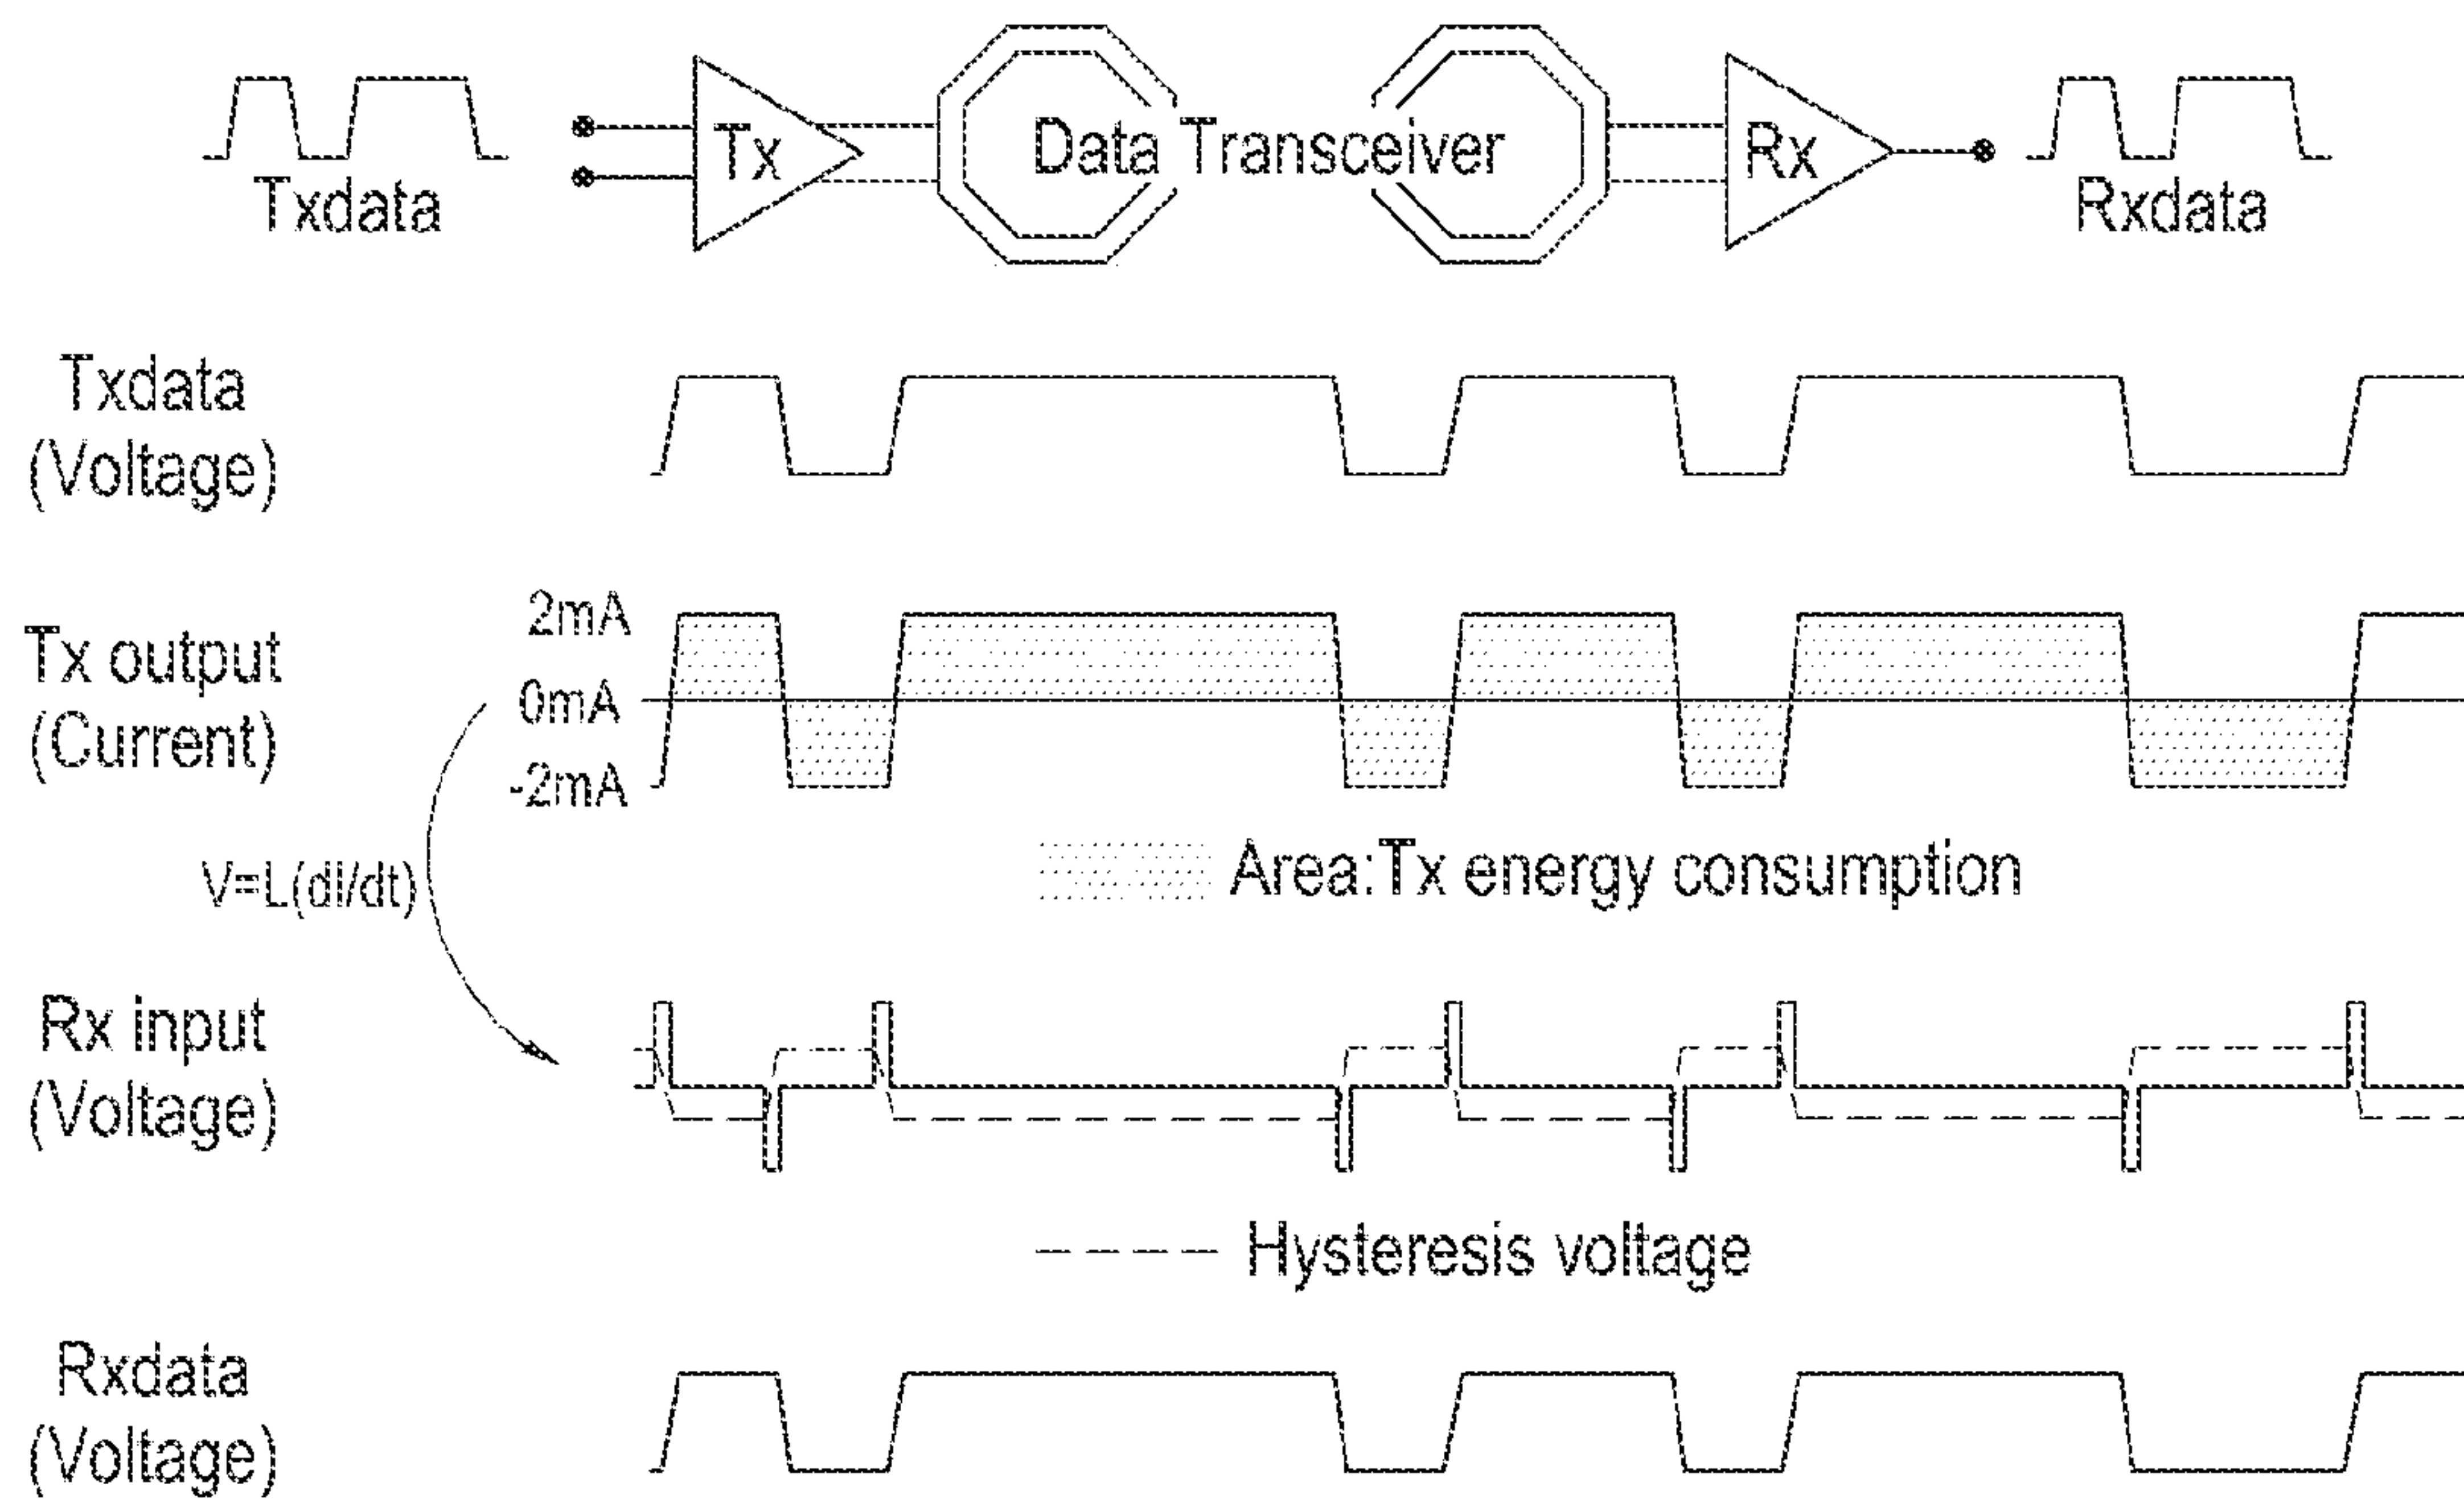 Txdata
Tx
Data Transceiver
Rx
Rxdata
Txdata
(Voltage)
Tx output
(Current)
2mA
0mA
-2mA
V=L(dI/dt)
Area:Tx energy consumption
Rx input
(Voltage)
Hysteresis voltage
Rxdata
(Voltage)